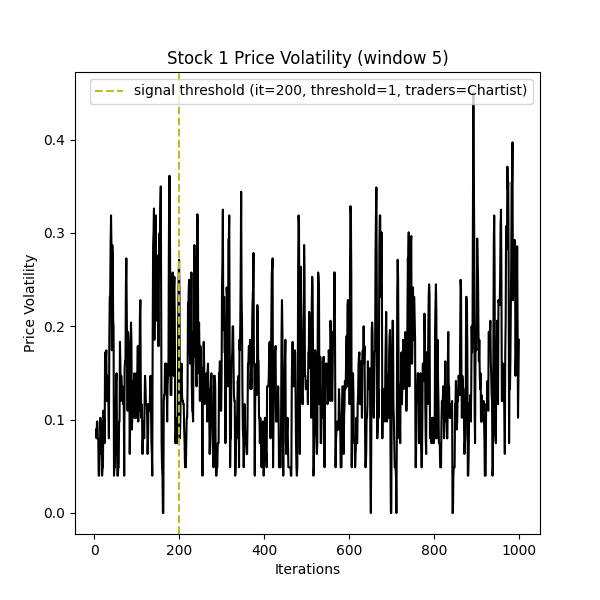 Stock 1 Price Volatility (window 5)
signal threshold (it=200, threshold=1, traders=Chartist)
Price Volatility
0.4
0.3
0.2
0.1
0.0
0 200 400 600 800 1000
Iterations